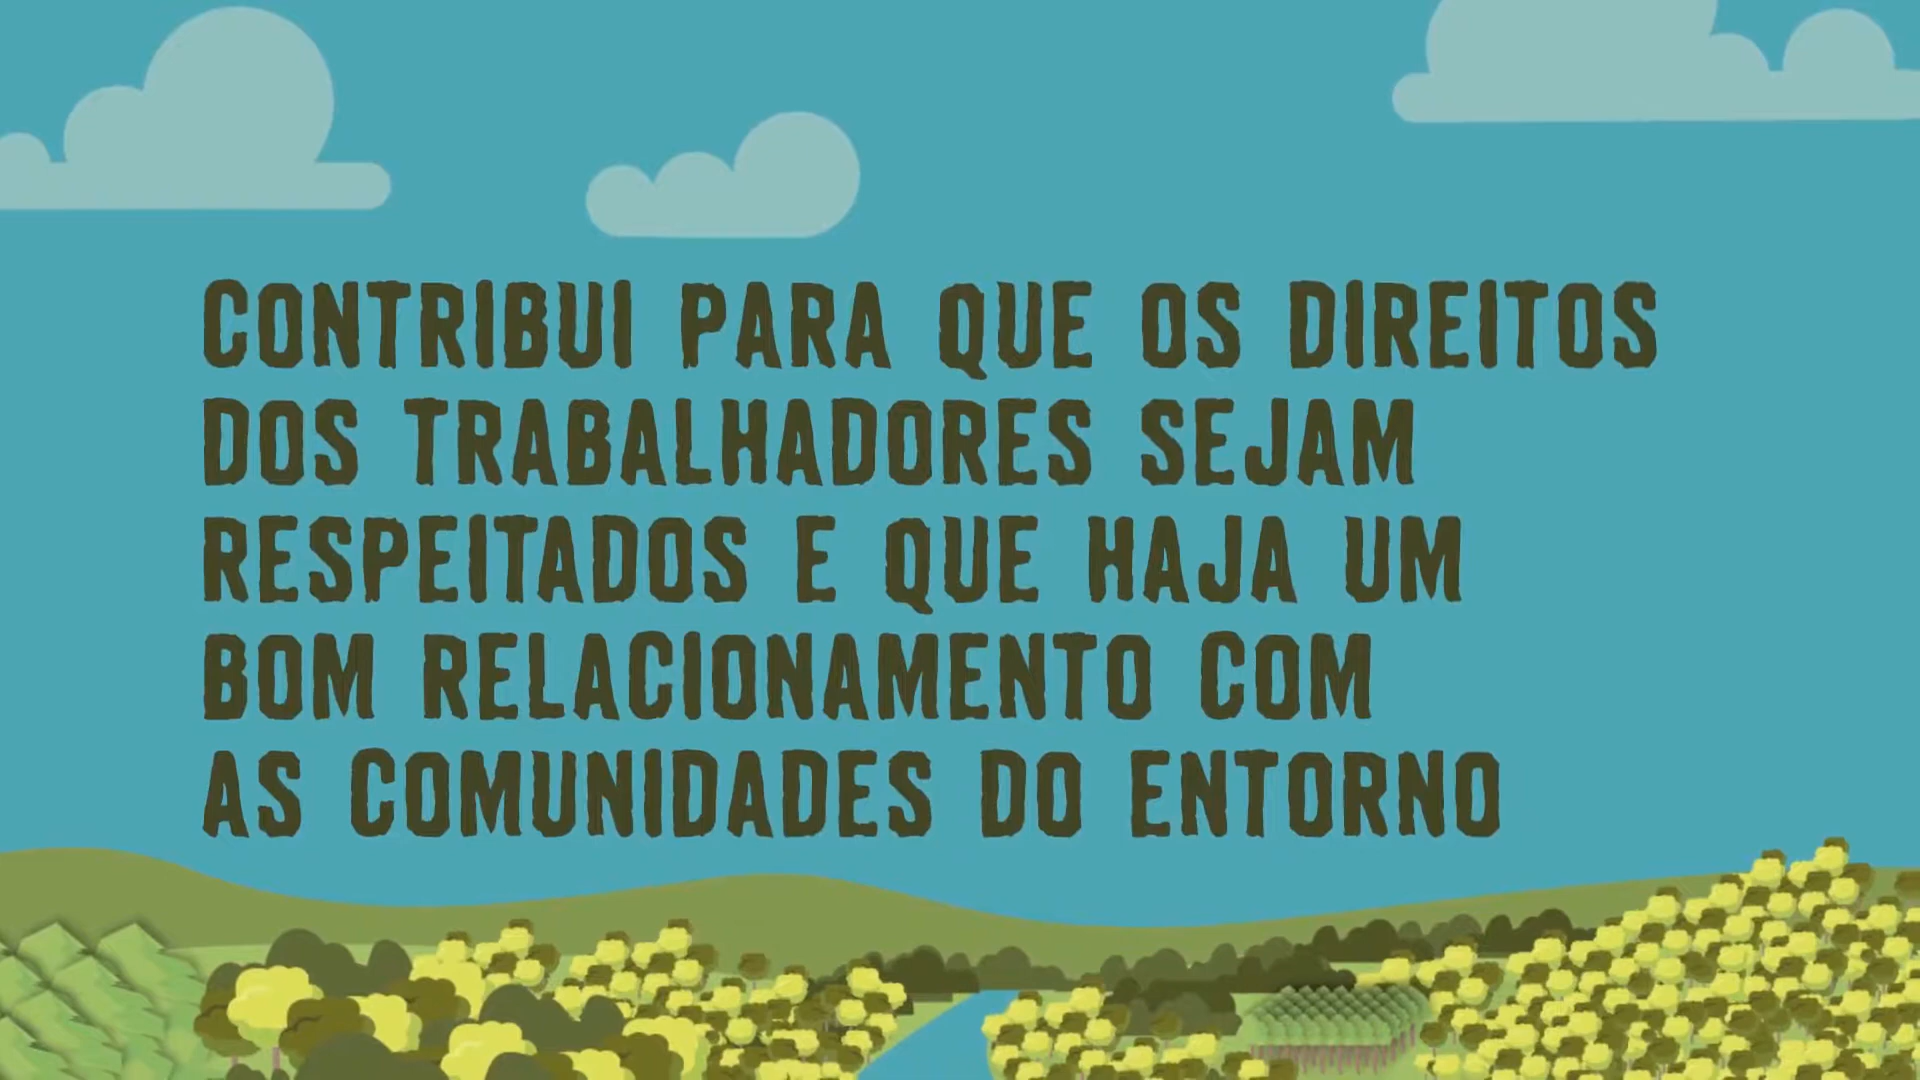 CONTRIBUI PARA QUE OS DIREITOS
DOS TRABALHADORES SEJAM
RESPEITADOS E QUE HAJA UM
BOM RELACIONAMENTO COM
AS COMUNIDADES DO ENTORNO